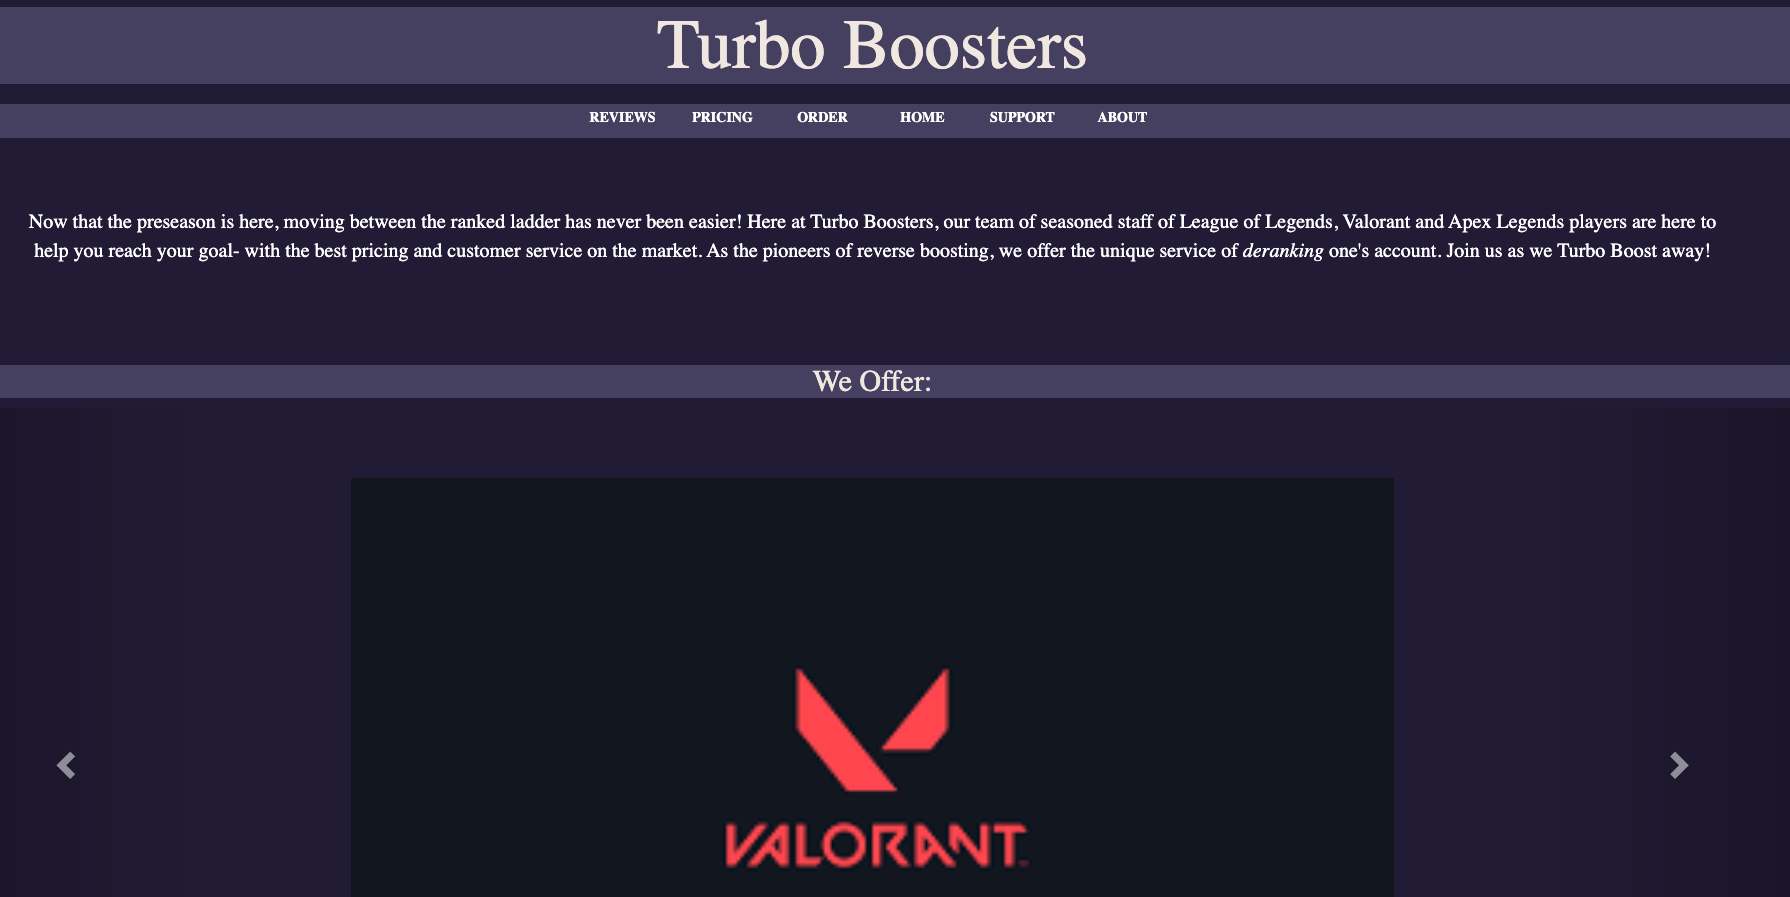 Turbo Boosters
REVIEWS PRICING ORDER HOME SUPPORT ABOUT
Now that the preseason is here, moving between the ranked ladder has never been easier! Here at Turbo Boosters, our team of seasoned staff of League of Legends, Valorant and Apex Legends players are here to
help you reach your goal- with the best pricing and customer service on the market. As the pioneers of reverse boosting, we offer the unique service of deranking one's account. Join us as we Turbo Boost away!
We Offer:
VALORANT